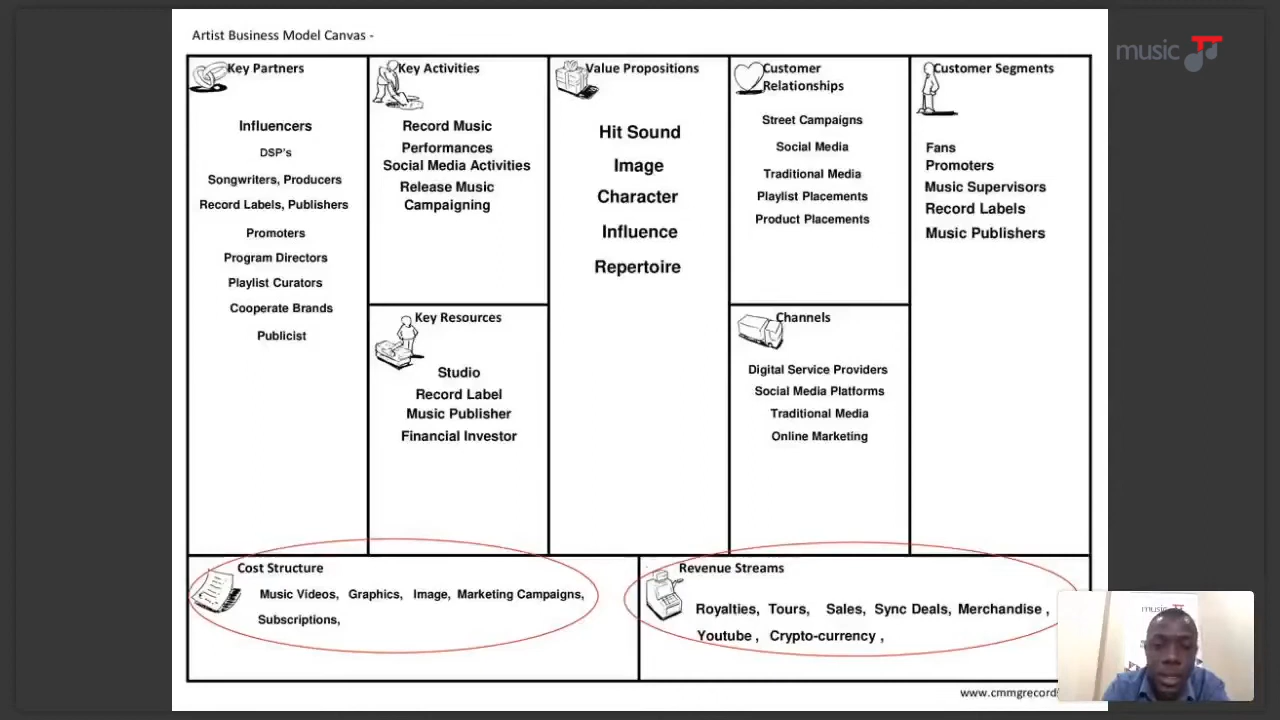 Artist Business Model Canvas -
music TT
Key Partners
Influencers
DSP's
Songwriters, Producers
Record Labels, Publishers
Promoters
Program Directors
Playlist Curators
Cooperate Brands
Publicist
Key Activities
Record Music
Performances
Social Media Activities
Release Music
Campaigning
Key Resources
Studio
Record Label
Music Publisher
Financial Investor
Value Propositions
Hit Sound
Image
Character
Influence
Repertoire
Customer
Relationships
Street Campaigns
Social Media
Traditional Media
Playlist Placements
Product Placements
Channels
Digital Service Providers
Social Media Platforms
Traditional Media
Online Marketing
Customer Segments
Fans
Promoters
Music Supervisors
Record Labels
Music Publishers
Cost Structure
Music Videos, Graphics, Image, Marketing Campaigns,
Subscriptions,
Revenue Streams
Royalties, Tours, Sales, Sync Deals, Merchandise ,
Youtube , Crypto-currency ,
music TT
www.cmmgrecord